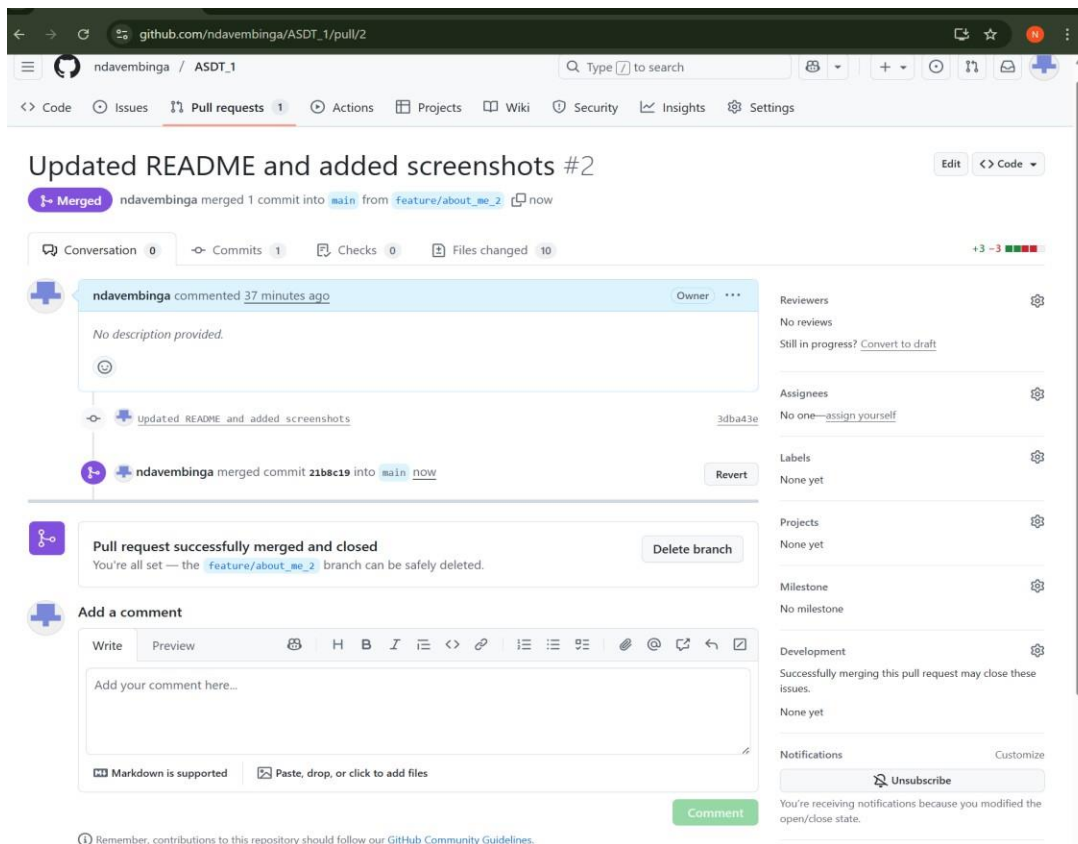 github.com/ndavembinga/ASDT_1/pull/2
N
ndavembinga / ASDT_1
Type / to search
Code
Issues
Pull requests 1
Actions
Projects
Wiki
Security
Insights
Settings
Updated README and added screenshots #2
Edit
<> Code
Merged
ndavembinga merged 1 commit into main from feature/about_me_2 now
Conversation 0
Commits 1
Checks 0
Files changed 10
+3 −3
ndavembinga commented 37 minutes ago
Owner
No description provided.
Updated README and added screenshots
3dba43e
ndavembinga merged commit 21b8c19 into main now
Revert
Pull request successfully merged and closed
You're all set — the feature/about_me_2 branch can be safely deleted.
Delete branch
Add a comment
Write
Preview
H B I
Add your comment here...
Markdown is supported
Paste, drop, or click to add files
Comment
Remember, contributions to this repository should follow our GitHub Community Guidelines.
Reviewers
No reviews
Still in progress? Convert to draft
Assignees
No one—assign yourself
Labels
None yet
Projects
None yet
Milestone
No milestone
Development
Successfully merging this pull request may close these
issues.
None yet
Notifications
Customize
Unsubscribe
You're receiving notifications because you modified the
open/close state.